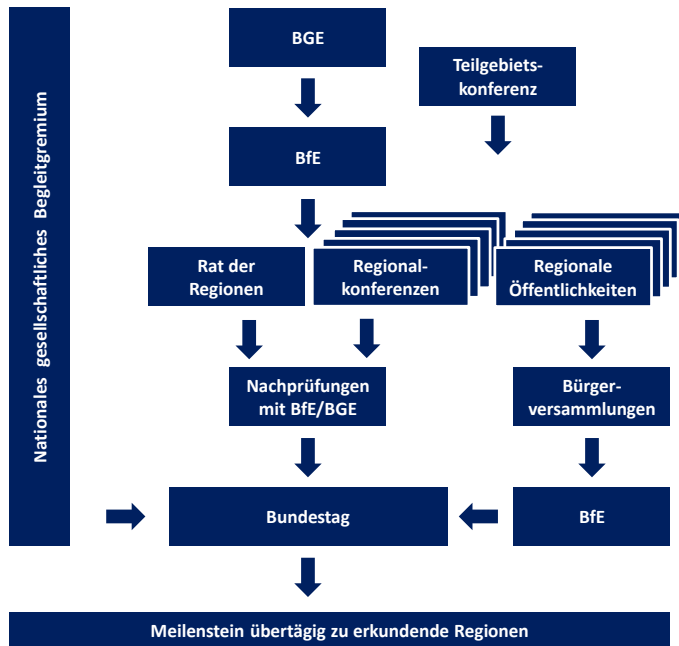 Nationales gesellschaftliches Begleitgremium
BGE
Teilgebiets-
konferenz
BfE
Rat der
Regionen
Regional-
konferenzen
Regionale
Öffentlichkeiten
Nachprüfungen
mit BfE/BGE
Bürger-
versammlungen
Bundestag
BfE
Meilenstein übertägig zu erkundende Regionen